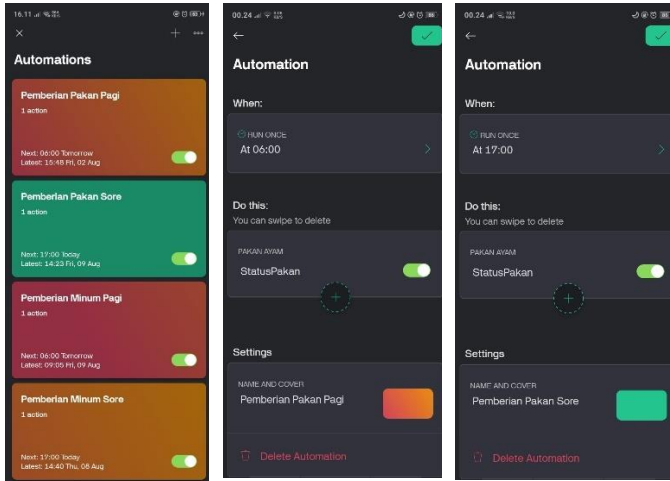 16.11
Automations
Pemberian Pakan Pagi
1 action
Next: 06:00 Tomorrow
Latest: 15:48 Fri, 02 Aug
Pemberian Pakan Sore
1 action
Next: 17:00 Today
Latest: 14:23 Fri, 09 Aug
Pemberian Minum Pagi
1 action
Next: 06:00 Tomorrow
Latest: 09:05 Fri, 09 Aug
Pemberian Minum Sore
1 action
Next: 17:00 Today
Latest: 14:40 Thu, 08 Aug
00.24
Automation
When:
RUN ONCE
At 06:00
Do this:
You can swipe to delete
PAKAN AYAM
StatusPakan
Settings
NAME AND COVER
Pemberian Pakan Pagi
Delete Automation
00.24
Automation
When:
RUN ONCE
At 17:00
Do this:
You can swipe to delete
PAKAN AYAM
StatusPakan
Settings
NAME AND COVER
Pemberian Pakan Sore
Delete Automation